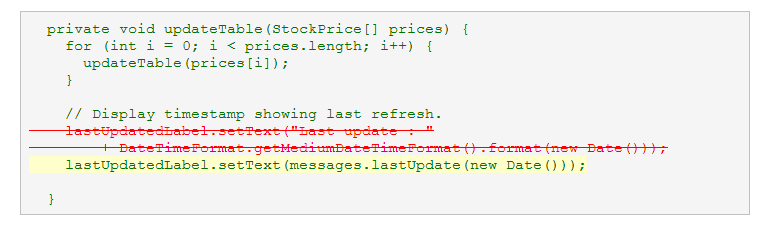 private void updateTable(StockPrice[] prices) {
for (int i = 0; i < prices.length; i++) {
updateTable(prices[i]);
}
// Display timestamp showing last refresh.
lastUpdatedLabel.setText("Last update : "
+ DateTimeFormat.getMediumDateTimeFormat().format(new Date()));
lastUpdatedLabel.setText(messages.lastUpdate(new Date()));
}